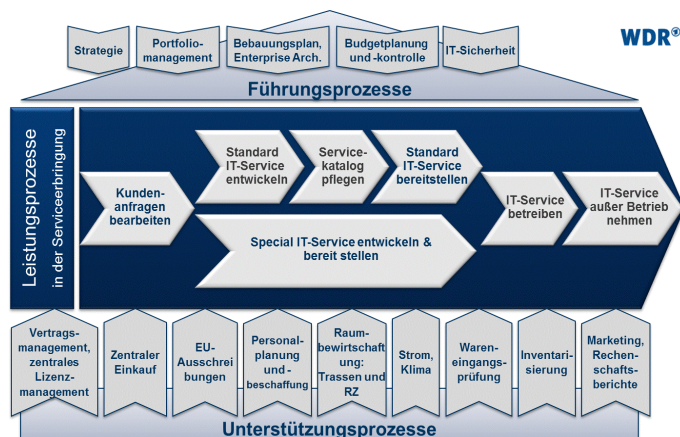 WDR
Strategie
Portfolio-
management
Bebauungsplan,
Enterprise Arch.
Budgetplanung
und -kontrolle
IT-Sicherheit
Führungsprozesse
Leistungsprozesse
in der Serviceerbringung
Kunden-
anfragen
bearbeiten
Standard
IT-Service
entwickeln
Service-
katalog
pflegen
Standard
IT-Service
bereitstellen
Special IT-Service entwickeln &
bereit stellen
IT-Service
betreiben
IT-Service
außer Betrieb
nehmen
Vertrags-
management,
zentrales
Lizenz-
management
Zentraler
Einkauf
EU-
Ausschrei
bungen
Personal-
planung
und -
beschaffung
Raum-
bewirtschaft
ung:
Trassen und
RZ
Strom,
Klima
Waren-
eingangs-
prüfung
Inventari-
sierung
Marketing,
Rechen-
schafts-
berichte
Unterstützungsprozesse